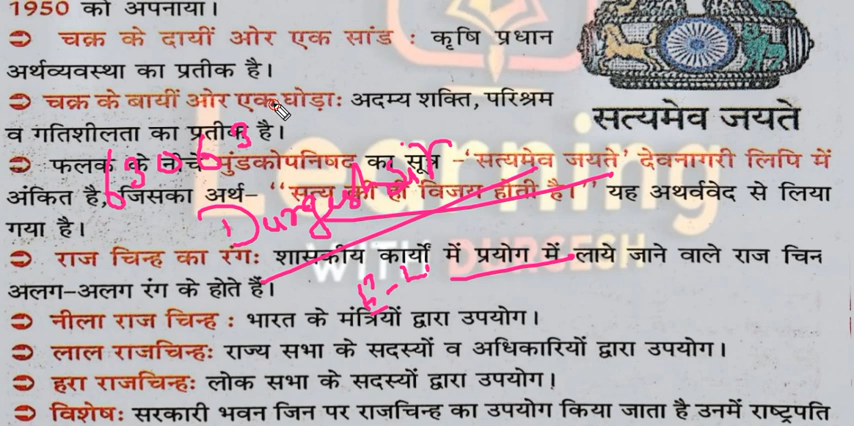 1950 को अपनाया।
⊃ चक्र के दायीं ओर एक सांड : कृषि प्रधान
अर्थव्यवस्था का प्रतीक है।
⊃ चक्र के बायीं ओर एक घोड़ा: अदम्य शक्ति, परिश्रम
व गतिशीलता का प्रतीक है।
सत्यमेव जयते
⊃ फलक के नीचे मुंडकोपनिषद का सूत्र -'सत्यमेव जयते' देवनागरी लिपि में
अंकित है, जिसका अर्थ- "सत्य की ही विजय होती है।" यह अथर्ववेद से लिया
गया है।
⊃ राज चिन्ह का रंग: शासकीय कार्यों में प्रयोग में लाये जाने वाले राज चिन
अलग-अलग रंग के होते हैं।
⊃ नीला राज चिन्ह : भारत के मंत्रियों द्वारा उपयोग।
⊃ लाल राजचिन्ह: राज्य सभा के सदस्यों व अधिकारियों द्वारा उपयोग।
⊃ हरा राजचिन्ह: लोक सभा के सदस्यों द्वारा उपयोग।
⊃ विशेष: सरकारी भवन जिन पर राजचिन्ह का उपयोग किया जाता है उनमें राष्ट्रपति
Learning
WITH DURGESH